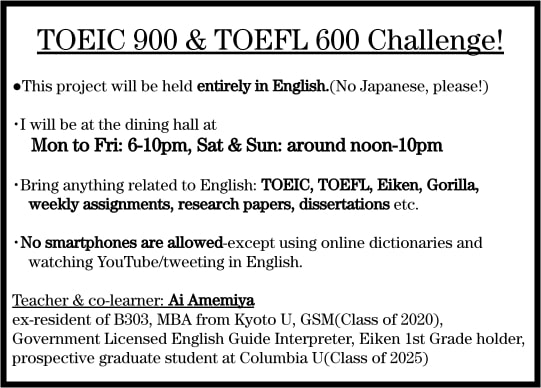 TOEIC 900 & TOEFL 600 Challenge!
●This project will be held entirely in English.(No Japanese, please!)
・I will be at the dining hall at
Mon to Fri: 6-10pm, Sat & Sun: around noon-10pm
・Bring anything related to English: TOEIC, TOEFL, Eiken, Gorilla,
weekly assignments, research papers, dissertations etc.
・No smartphones are allowed-except using online dictionaries and
watching YouTube/tweeting in English.
Teacher & co-learner: Ai Amemiya
ex-resident of B303, MBA from Kyoto U, GSM(Class of 2020),
Government Licensed English Guide Interpreter, Eiken 1st Grade holder,
prospective graduate student at Columbia U(Class of 2025)